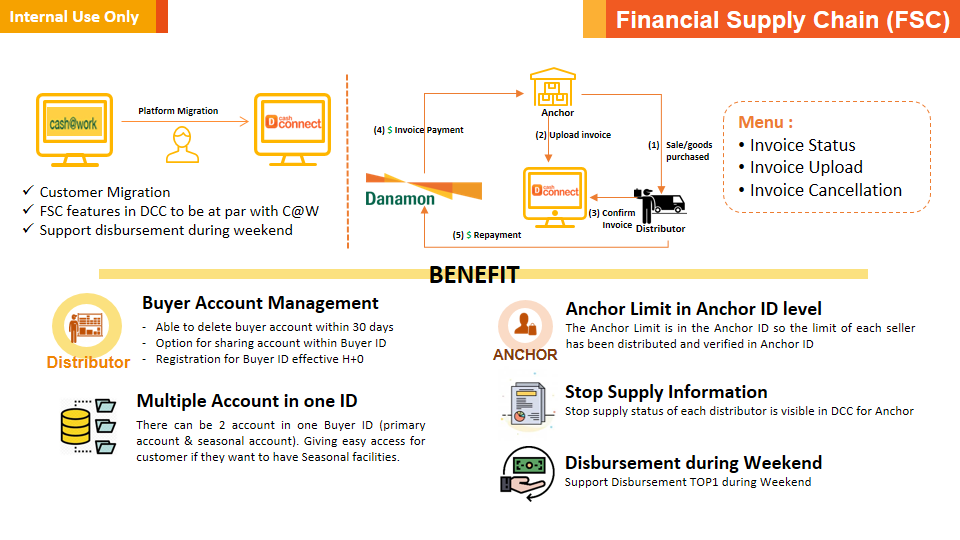 Internal Use Only
Financial Supply Chain (FSC)
Platform Migration
cash@work
D cash connect
Customer Migration
FSC features in DCC to be at par with C@W
Support disbursement during weekend
Anchor
(4) $ Invoice Payment
(2) Upload invoice
(1) Sale/goods
purchased
Danamon
D cash connect
(3) Confirm
Invoice
Distributor
(5) $ Repayment
Menu :
• Invoice Status
• Invoice Upload
• Invoice Cancellation
BENEFIT
Distributor
Buyer Account Management
- Able to delete buyer account within 30 days
- Option for sharing account within Buyer ID
- Registration for Buyer ID effective H+0
Multiple Account in one ID
There can be 2 account in one Buyer ID (primary
account & seasonal account). Giving easy access for
customer if they want to have Seasonal facilities.
ANCHOR
Anchor Limit in Anchor ID level
The Anchor Limit is in the Anchor ID so the limit of each seller
has been distributed and verified in Anchor ID
Stop Supply Information
Stop supply status of each distributor is visible in DCC for Anchor
Disbursement during Weekend
Support Disbursement TOP1 during Weekend